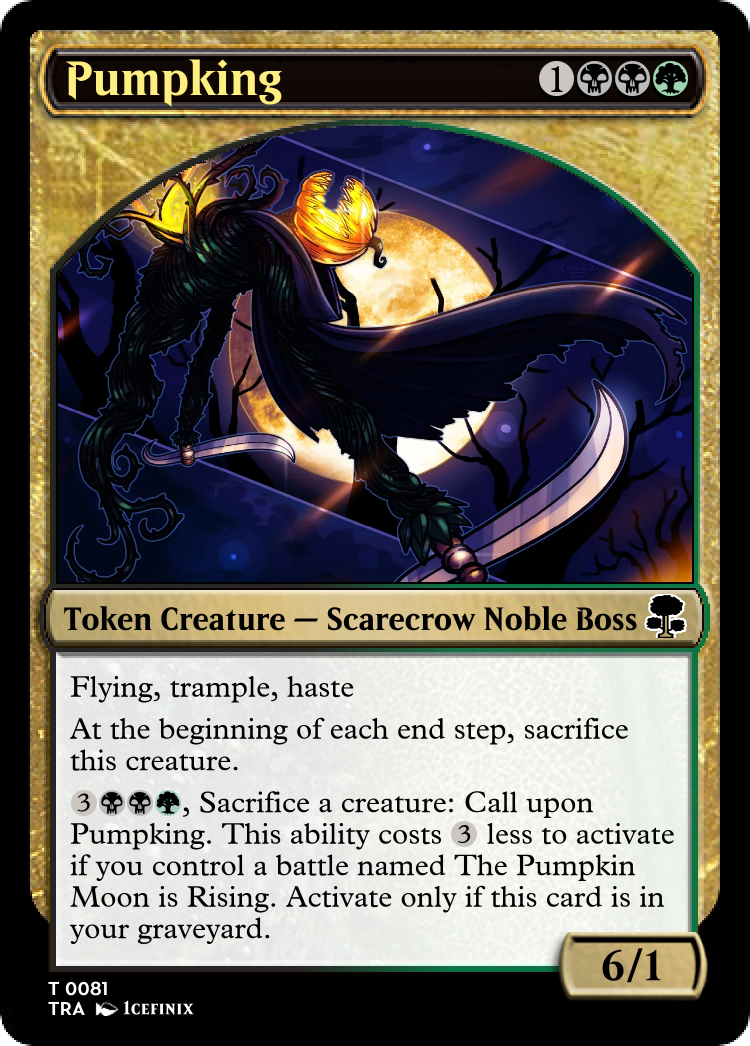 Pumpking 1
Token Creature — Scarecrow Noble Boss
Flying, trample, haste
At the beginning of each end step, sacrifice
this creature.
3, Sacrifice a creature: Call upon
Pumpking. This ability costs 3 less to activate
if you control a battle named The Pumpkin
Moon is Rising. Activate only if this card is in
your graveyard.
6/1
T 0081
TRA Icefinix